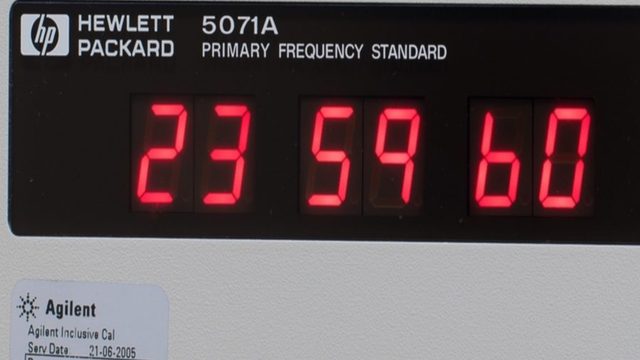 hp HEWLETT PACKARD
5071A
PRIMARY FREQUENCY STANDARD
23 59 60
Agilent
Agilent Inclusive Cal
Serv Date 21-06-2005